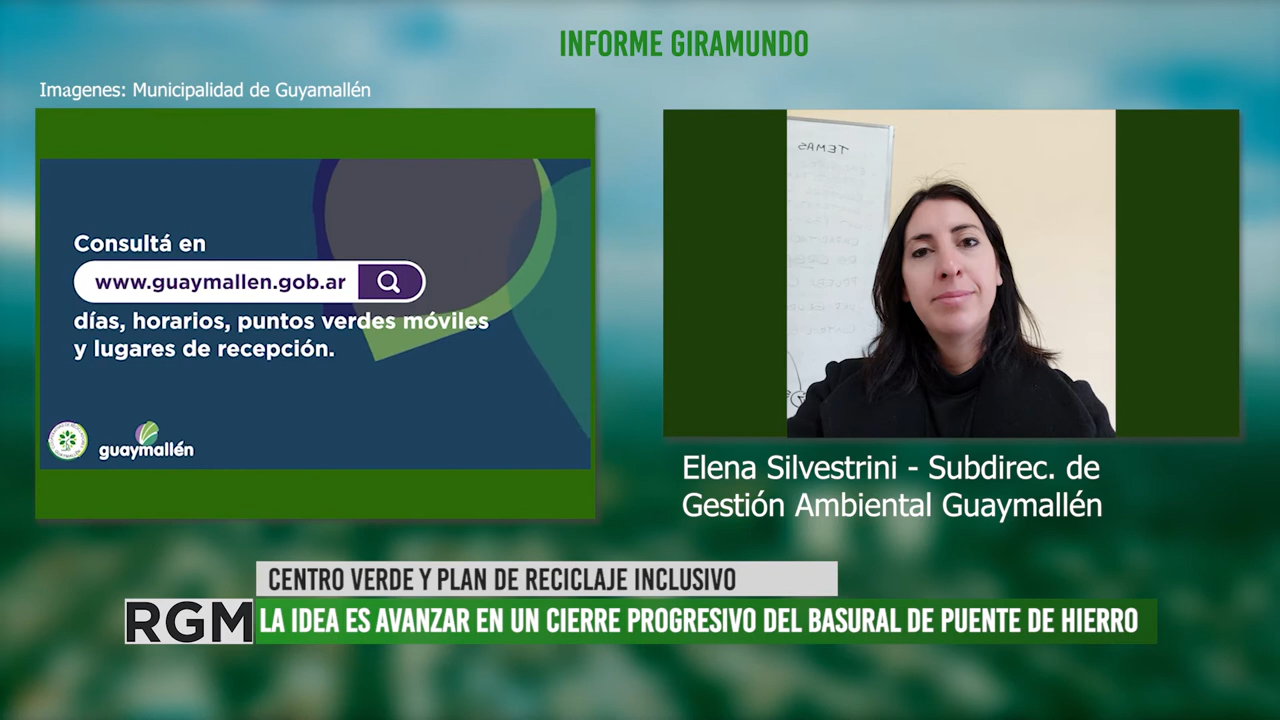 INFORME GIRAMUNDO
Imagenes: Municipalidad de Guyamallén
Consultá en
www.guaymallen.gob.ar
días, horarios, puntos verdes móviles
y lugares de recepción.
guaymallén
TEMAS
Elena Silvestrini - Subdirec. de
Gestión Ambiental Guaymallén
CENTRO VERDE Y PLAN DE RECICLAJE INCLUSIVO
RGM
LA IDEA ES AVANZAR EN UN CIERRE PROGRESIVO DEL BASURAL DE PUENTE DE HIERRO